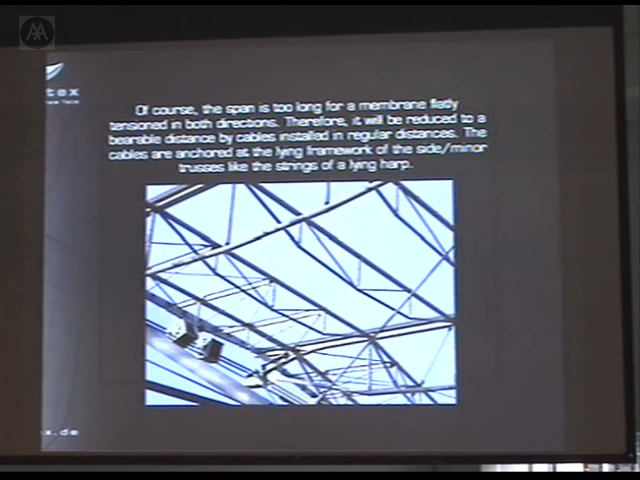 AA
tex
Of course, the span is too long for a membrane flatly
tensioned in both directions. Therefore, it will be reduced to a
bearable distance by cables installed in regular distances. The
cables are anchored at the lying framework of the side/minor
trusses like the strings of a lying harp.
x.de